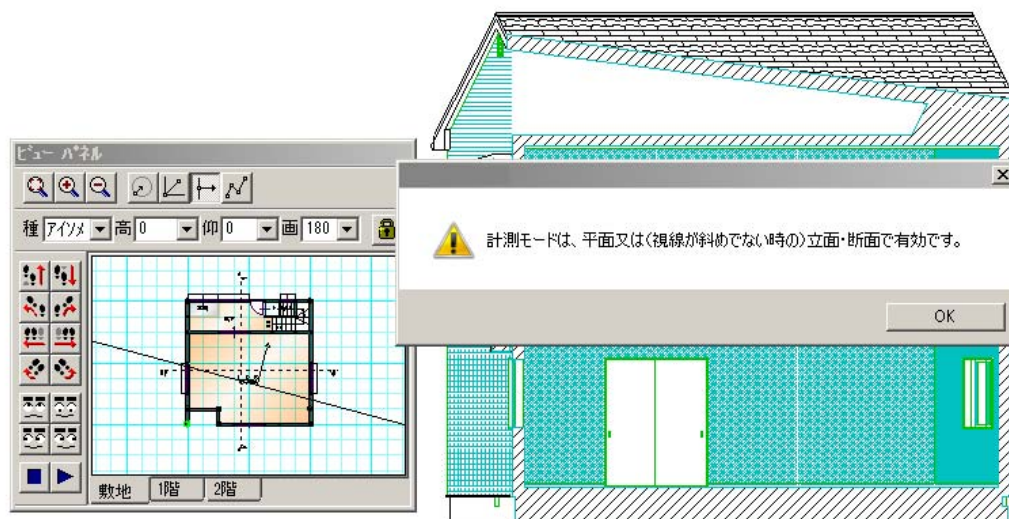 ビュー パネル
種 アイソメ 高 0 仰 0 画 180
計測モードは、平面又は(視線が斜めでない時の)立面・断面で有効です。
OK
敷地 1階 2階